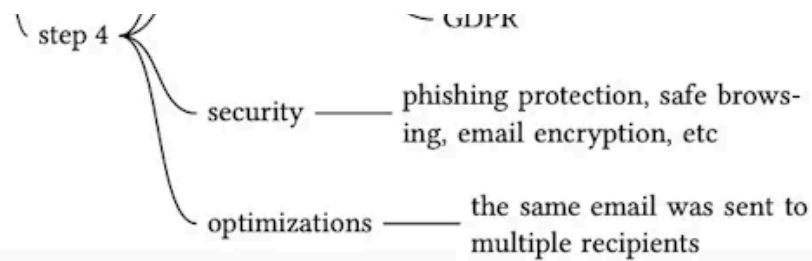 GDPR
step 4
security
phishing protection, safe brows-
ing, email encryption, etc
optimizations
the same email was sent to
multiple recipients